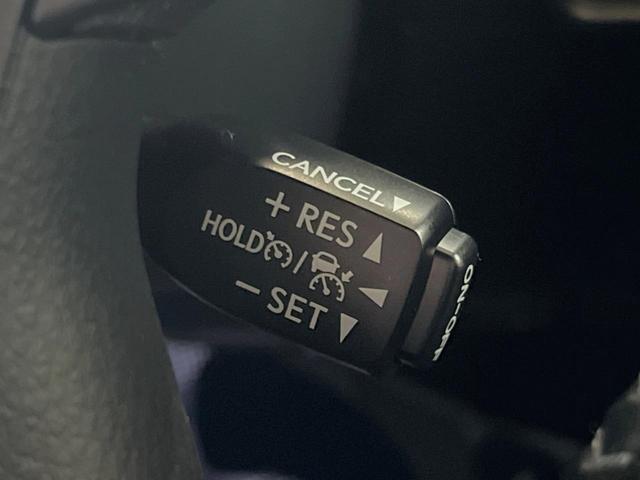 CANCEL▼
+ RES ▲
HOLD / ◀
− SET ▼
ON-OFF